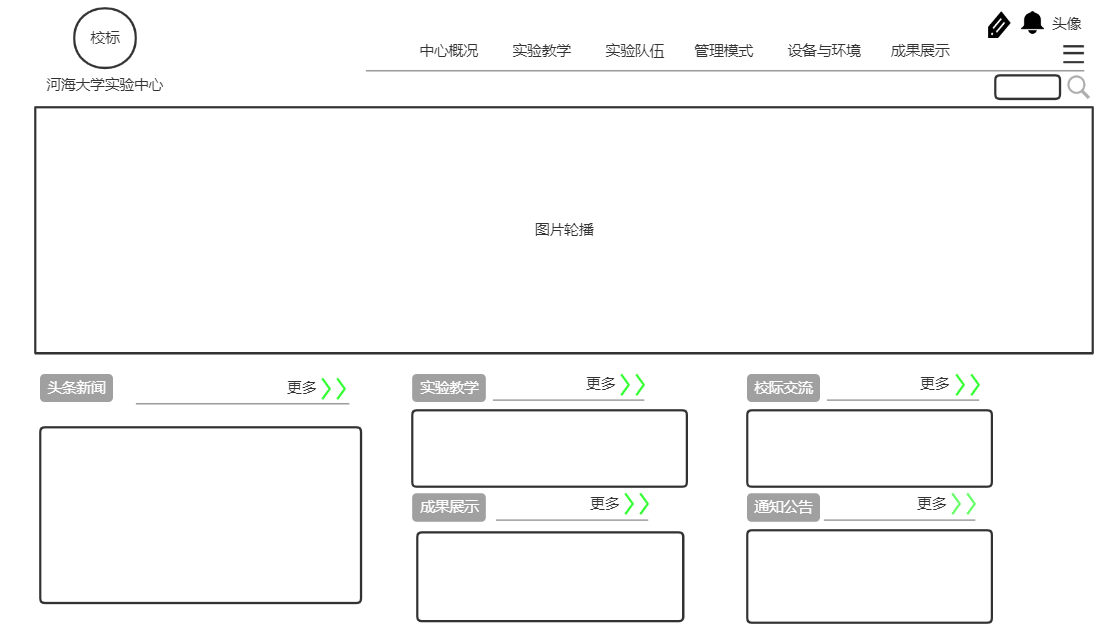 校标
头像
中心概况 实验教学 实验队伍 管理模式 设备与环境 成果展示
河海大学实验中心
图片轮播
头条新闻 更多
实验教学 更多
校际交流 更多
成果展示 更多
通知公告 更多